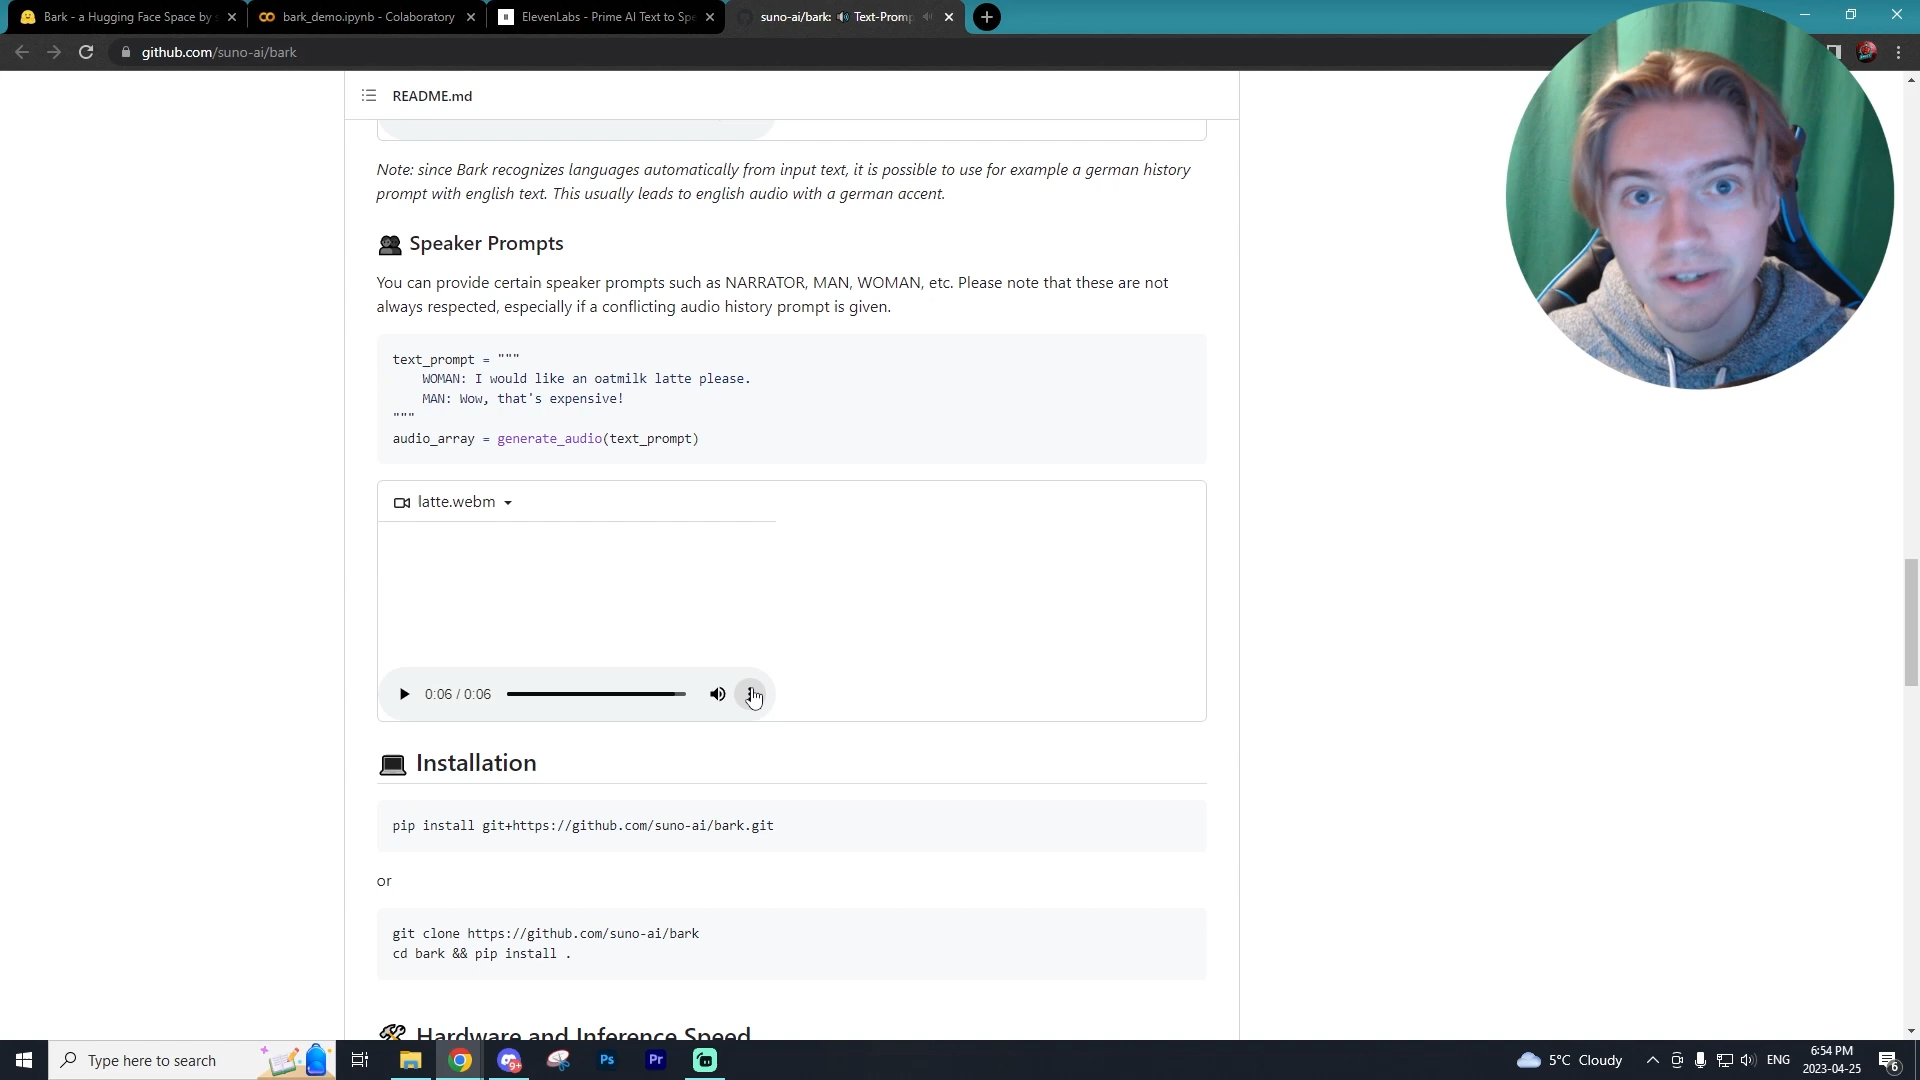 Bark - a Hugging Face Space by s
bark_demo.ipynb - Colaboratory
ElevenLabs - Prime AI Text to Spe
suno-ai/bark: 🔊 Text-Promp
github.com/suno-ai/bark
README.md
Note: since Bark recognizes languages automatically from input text, it is possible to use for example a german history
prompt with english text. This usually leads to english audio with a german accent.
👥 Speaker Prompts
You can provide certain speaker prompts such as NARRATOR, MAN, WOMAN, etc. Please note that these are not
always respected, especially if a conflicting audio history prompt is given.
text_prompt = """
    WOMAN: I would like an oatmilk latte please.
    MAN: Wow, that's expensive!
"""
audio_array = generate_audio(text_prompt)
latte.webm
0:06 / 0:06
💻 Installation
pip install git+https://github.com/suno-ai/bark.git
or
git clone https://github.com/suno-ai/bark
cd bark && pip install .
🛠️ Hardware and Inference Speed
Type here to search
9+
Ps
Pr
5°C Cloudy
ENG
6:54 PM
2023-04-25
6